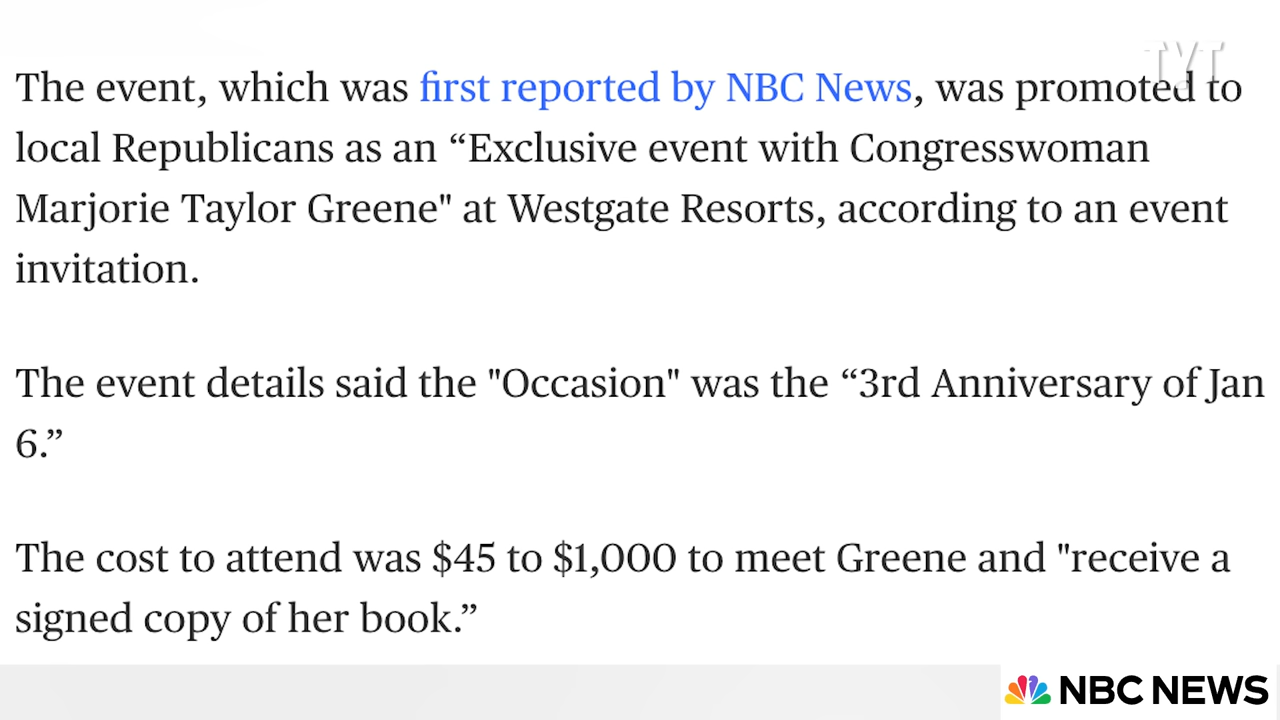 TYT
The event, which was first reported by NBC News, was promoted to
local Republicans as an “Exclusive event with Congresswoman
Marjorie Taylor Greene" at Westgate Resorts, according to an event
invitation.
The event details said the "Occasion" was the “3rd Anniversary of Jan
6.”
The cost to attend was $45 to $1,000 to meet Greene and "receive a
signed copy of her book.”
NBC NEWS